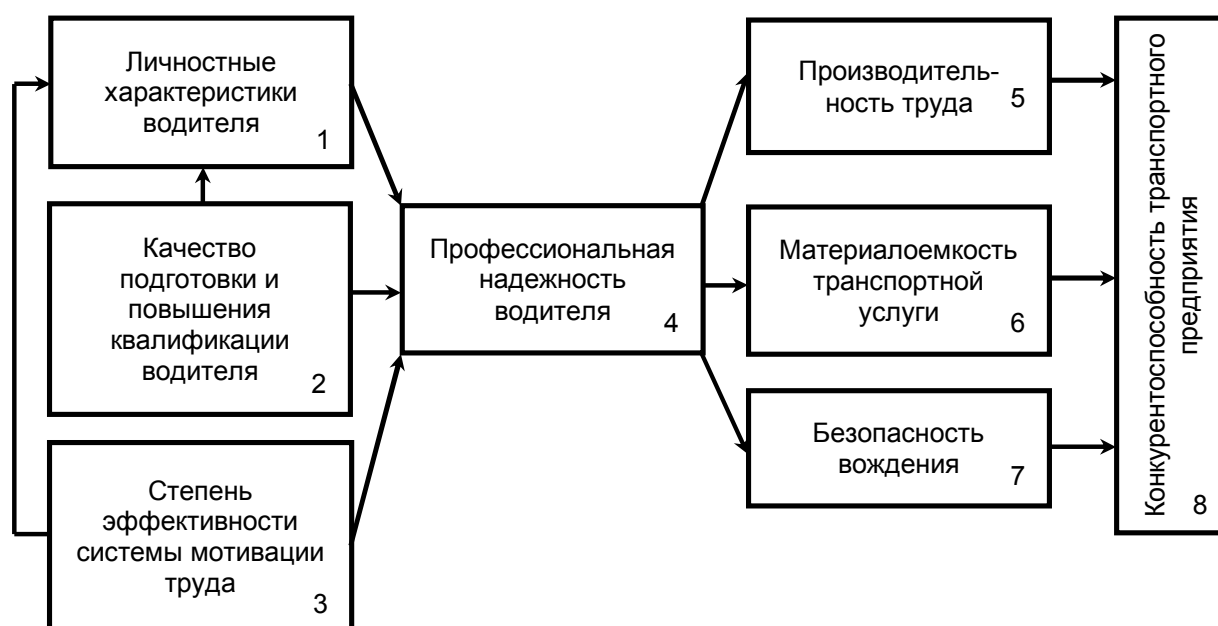 Личностные
характеристики
водителя
1
Качество
подготовки и
повышения
квалификации
водителя
2
Степень
эффективности
системы мотивации
труда
3
Профессиональная
надежность
водителя
4
Производитель-
ность труда
5
Материалоемкость
транспортной
услуги
6
Безопасность
вождения
7
Конкурентоспособность транспортного
предприятия
8